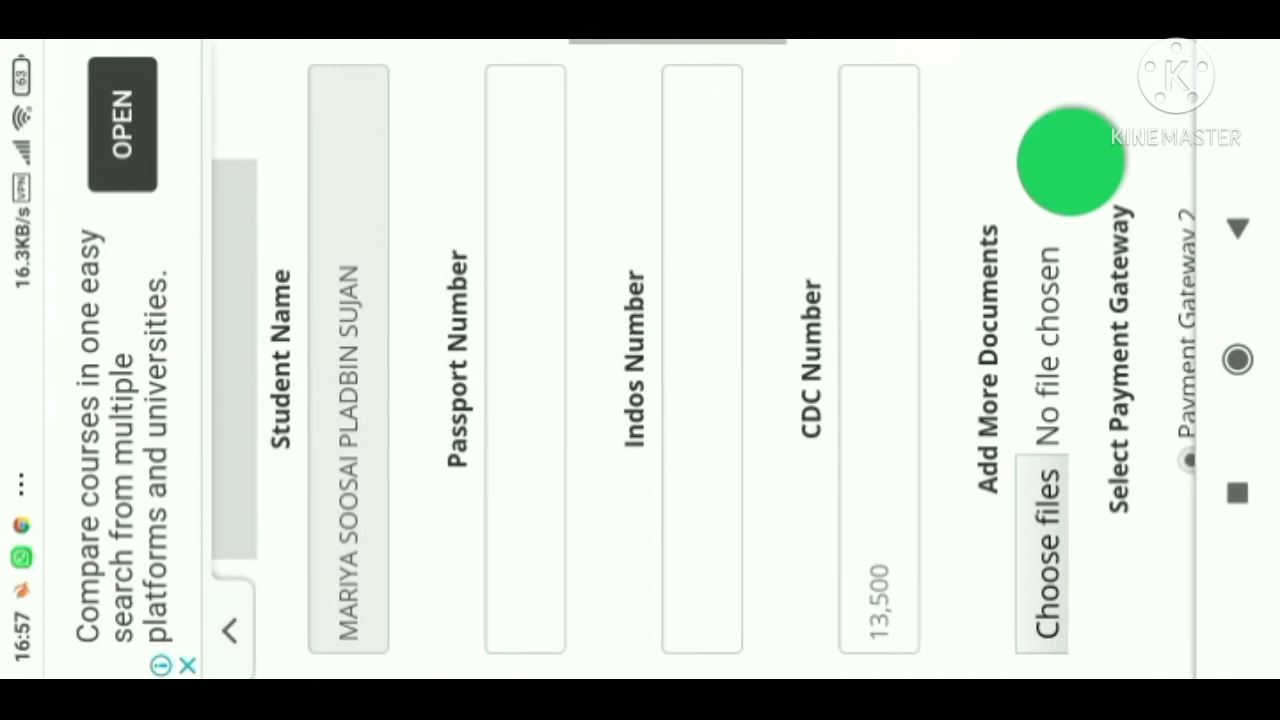 16:57 ... 16.3KB/s VPN 63
Compare courses in one easy
search from multiple
platforms and universities.
OPEN
Student Name
MARIYA SOOSAI PLADBIN SUJAN
Passport Number
Indos Number
CDC Number
13,500
Add More Documents
Choose files No file chosen
Select Payment Gateway
Payment Gateway 2
K
KINEMASTER